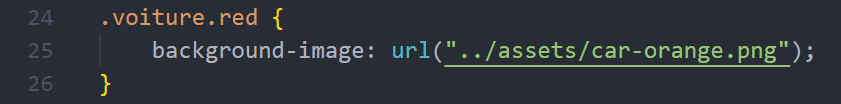 24 .voiture.red {
25     background-image: url("../assets/car-orange.png");
26 }